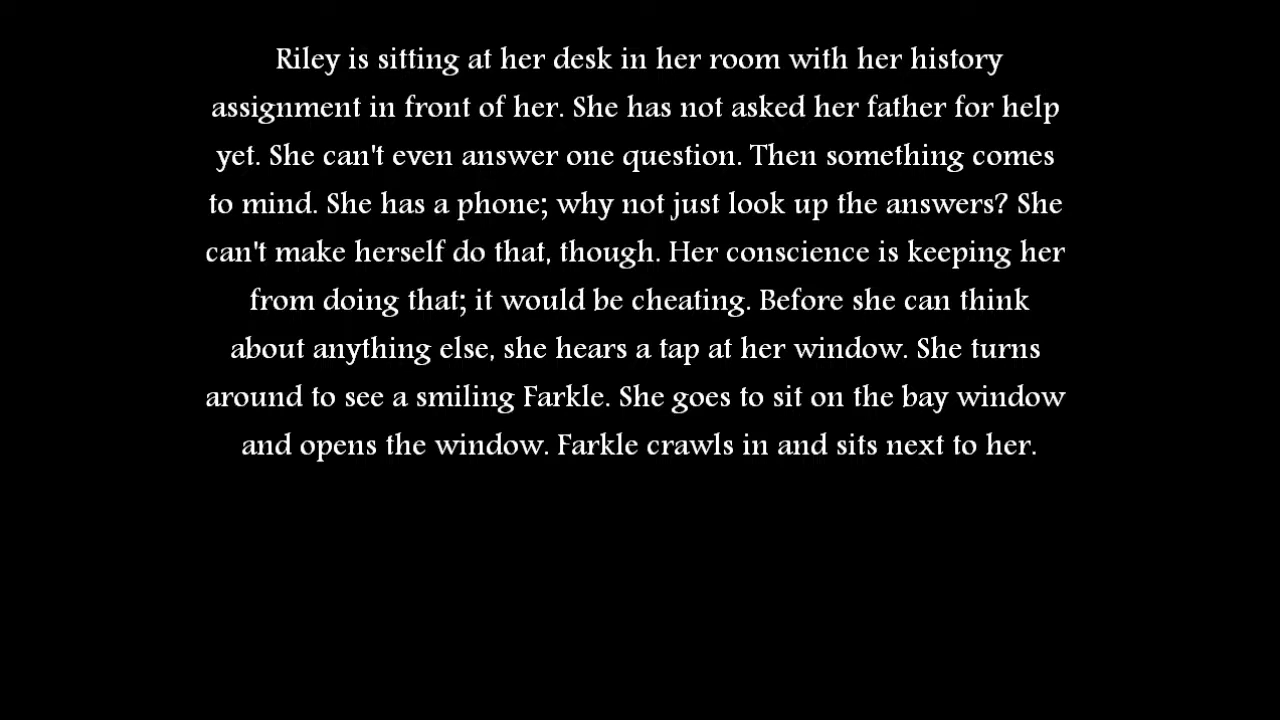 Riley is sitting at her desk in her room with her history
assignment in front of her. She has not asked her father for help
yet. She can't even answer one question. Then something comes
to mind. She has a phone; why not just look up the answers? She
can't make herself do that, though. Her conscience is keeping her
from doing that; it would be cheating. Before she can think
about anything else, she hears a tap at her window. She turns
around to see a smiling Farkle. She goes to sit on the bay window
and opens the window. Farkle crawls in and sits next to her.